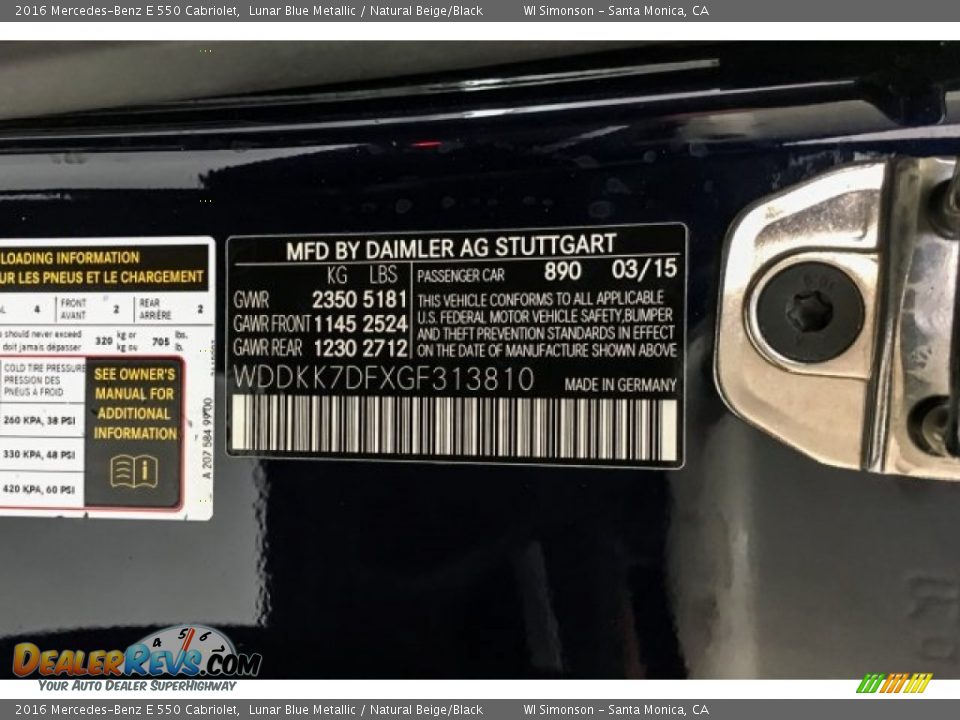 2016 Mercedes-Benz E 550 Cabriolet, Lunar Blue Metallic / Natural Beige/Black WI Simonson - Santa Monica, CA
LOADING INFORMATION
UR LES PNEUS ET LE CHARGEMENT
4 FRONT AVANT 2 REAR ARRIÈRE 2
should never exceed 320 kg or 705 lbs.
doit jamais dépasser kg ou lb.
COLD TIRE PRESSURE
PRESSION DES
PNEUS A FROID
260 KPA, 38 PSI
330 KPA, 48 PSI
420 KPA, 60 PSI
SEE OWNER'S
MANUAL FOR
ADDITIONAL
INFORMATION
A 207 584 99 00
MFD BY DAIMLER AG STUTTGART
KG LBS
GWR 2350 5181
GAWR FRONT 1145 2524
GAWR REAR 1230 2712
PASSENGER CAR 890 03/15
THIS VEHICLE CONFORMS TO ALL APPLICABLE
U.S. FEDERAL MOTOR VEHICLE SAFETY,BUMPER
AND THEFT PREVENTION STANDARDS IN EFFECT
ON THE DATE OF MANUFACTURE SHOWN ABOVE
WDDKK7DFXGF313810 MADE IN GERMANY
4 5 6
DEALERREVS.COM
YOUR AUTO DEALER SUPERHIGHWAY
2016 Mercedes-Benz E 550 Cabriolet, Lunar Blue Metallic / Natural Beige/Black WI Simonson - Santa Monica, CA